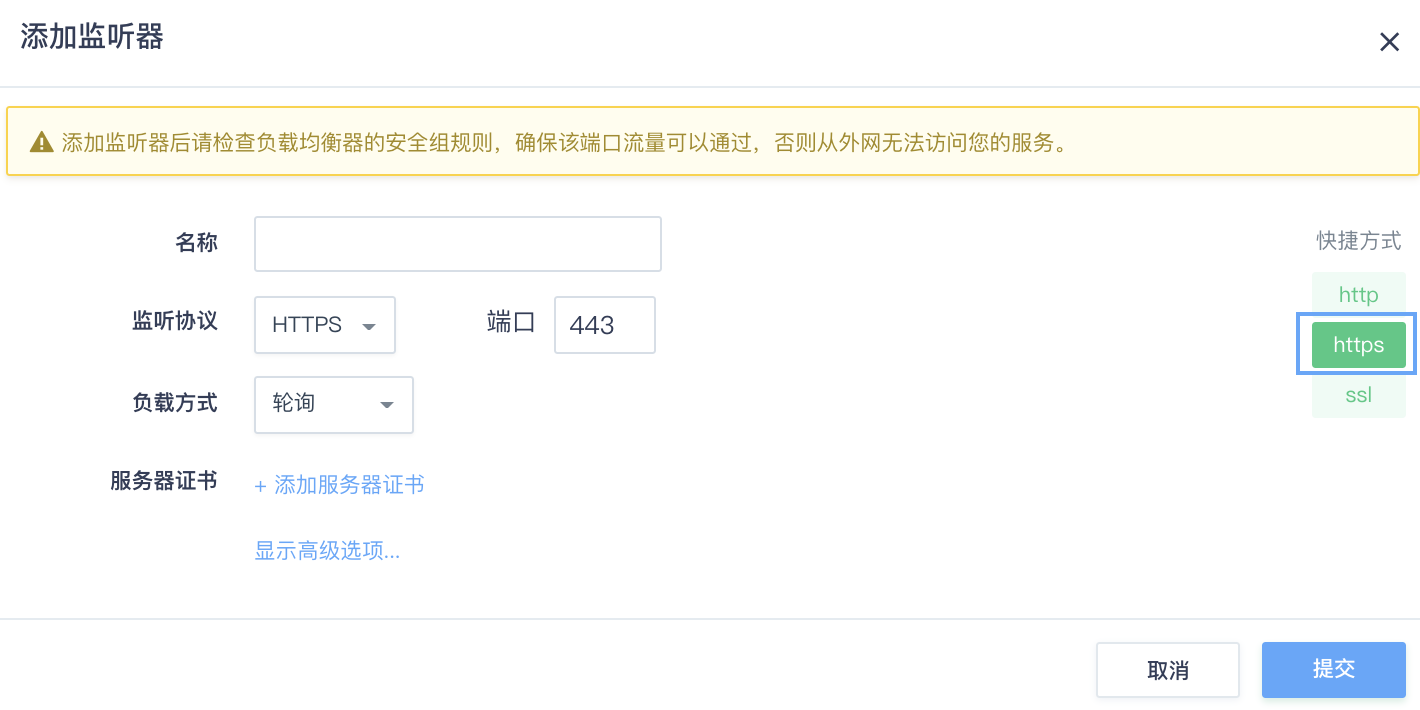 添加监听器
添加监听器后请检查负载均衡器的安全组规则，确保该端口流量可以通过，否则从外网无法访问您的服务。
名称
快捷方式
http
监听协议 HTTPS 端口 443
https
ssl
负载方式 轮询
服务器证书 + 添加服务器证书
显示高级选项...
取消 提交